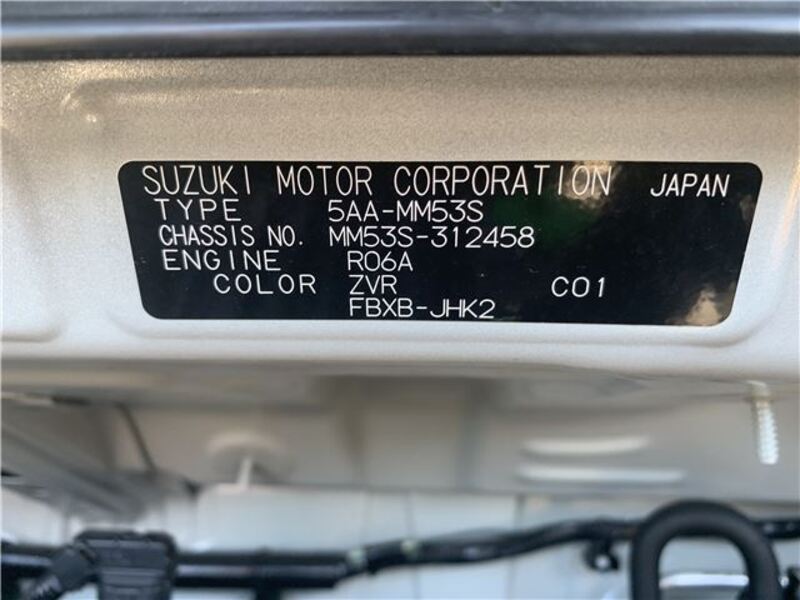 SUZUKI MOTOR CORPORATION JAPAN
TYPE 5AA-MM53S
CHASSIS NO. MM53S-312458
ENGINE R06A
COLOR ZVR C01
FBXB-JHK2